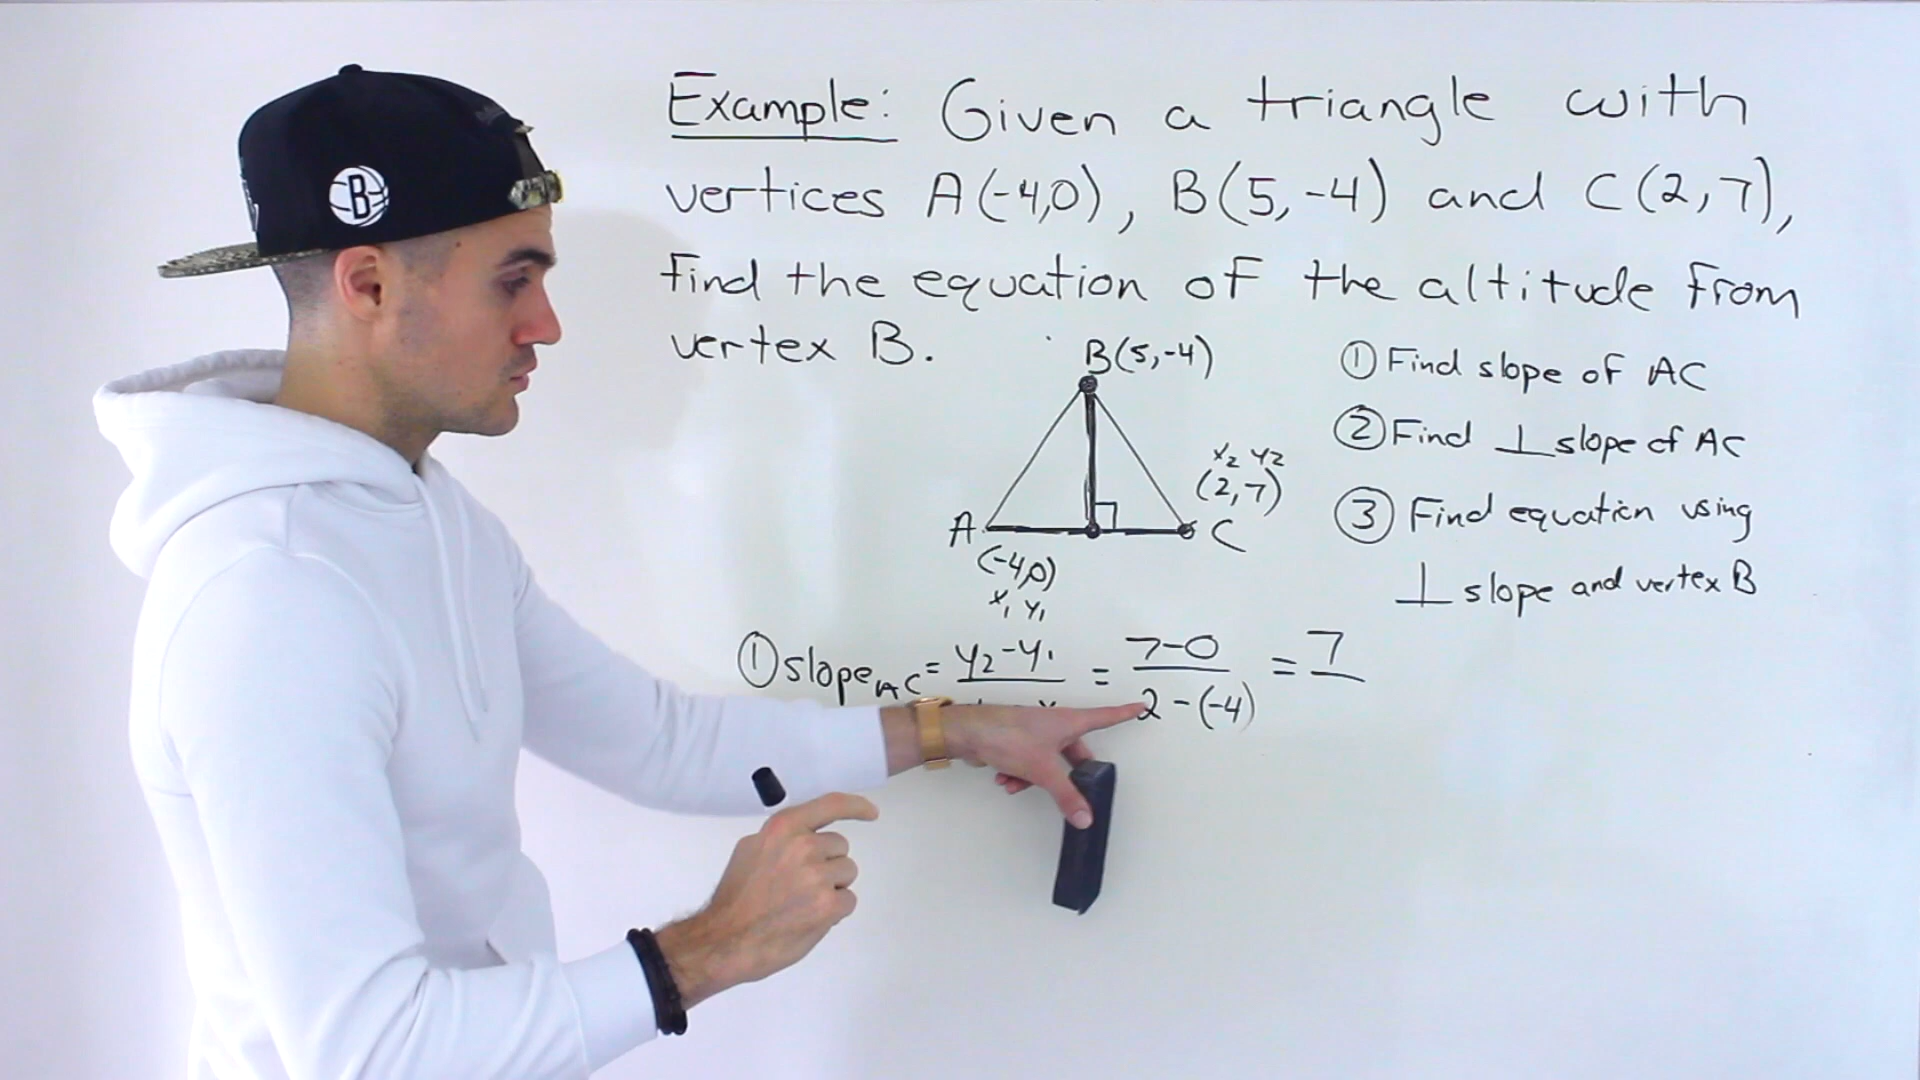 Example: Given a triangle with
vertices A(-4,0), B(5,-4) and C(2,7),
find the equation of the altitude from
vertex B.
B(5,-4)
A
(-4,0)
x₁ y₁
x₂ y₂
(2,7)
C
① Find slope of AC
② Find ⊥ slope of AC
③ Find equation using
⊥ slope and vertex B
① slope AC = y₂-y₁ = 7-0 = 7
2-(-4)
B